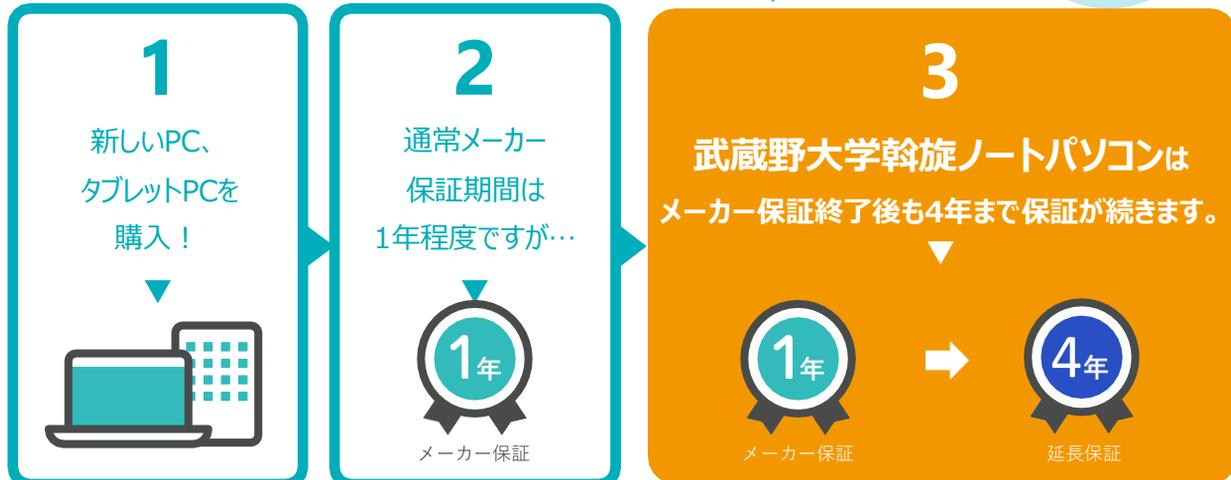 1
新しいPC、
タブレットPCを
購入！
2
通常メーカー
保証期間は
1年程度ですが…
1年
メーカー保証
3
武蔵野大学斡旋ノートパソコンは
メーカー保証終了後も4年まで保証が続きます。
1年
メーカー保証
4年
延長保証